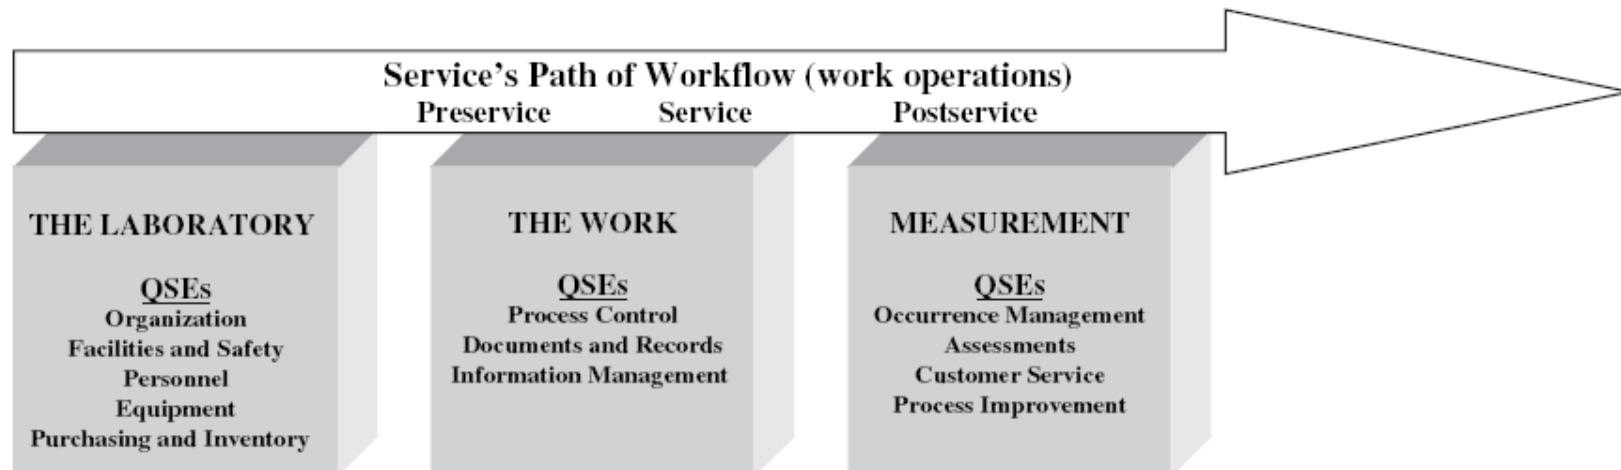 Service's Path of Workflow (work operations)
Preservice Service Postservice
THE LABORATORY
QSEs
Organization
Facilities and Safety
Personnel
Equipment
Purchasing and Inventory
THE WORK
QSEs
Process Control
Documents and Records
Information Management
MEASUREMENT
QSEs
Occurrence Management
Assessments
Customer Service
Process Improvement